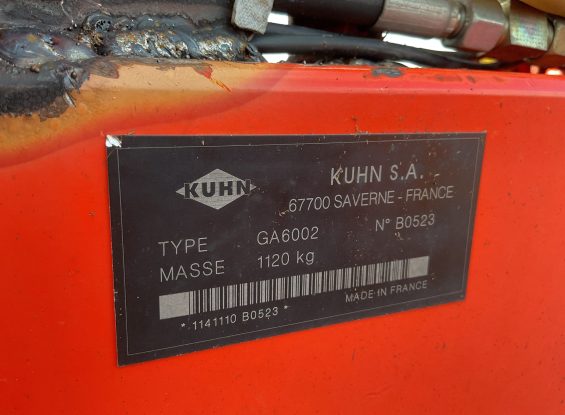 KUHN
KUHN S.A.
67700 SAVERNE - FRANCE
TYPE GA6002 N° B0523
MASSE 1120 kg
MADE IN FRANCE
* 1141110 B0523 *